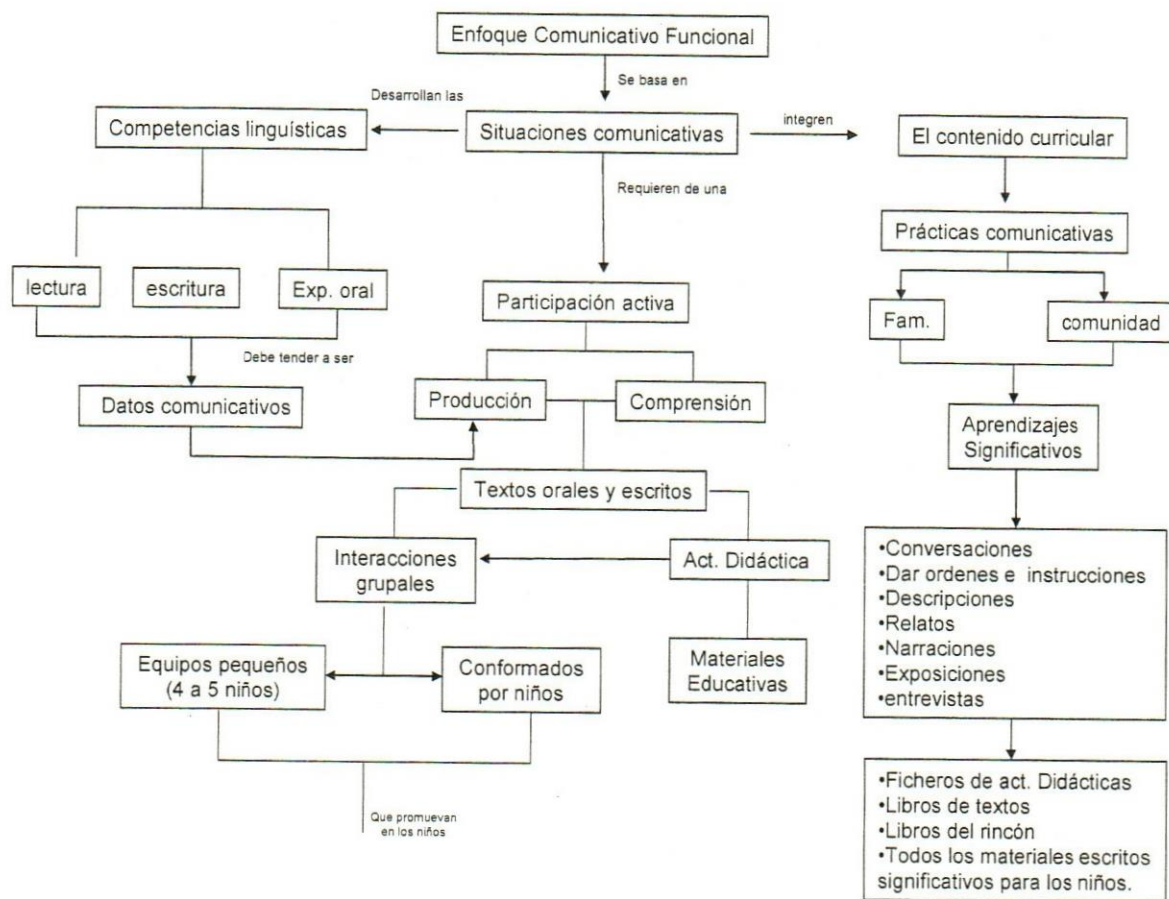 Enfoque Comunicativo Funcional
Se basa en
Desarrollan las
Competencias linguísticas
Situaciones comunicativas
integren
El contenido curricular
Requieren de una
Prácticas comunicativas
lectura
escritura
Exp. oral
Participación activa
Fam.
comunidad
Debe tender a ser
Datos comunicativos
Producción
Comprensión
Aprendizajes
Significativos
Textos orales y escritos
Interacciones
grupales
Act. Didáctica
•Conversaciones
•Dar ordenes e instrucciones
•Descripciones
•Relatos
•Narraciones
•Exposiciones
•entrevistas
Equipos pequeños
(4 a 5 niños)
Conformados
por niños
Materiales
Educativas
•Ficheros de act. Didácticas
•Libros de textos
•Libros del rincón
•Todos los materiales escritos
significativos para los niños.
Que promuevan
en los niños